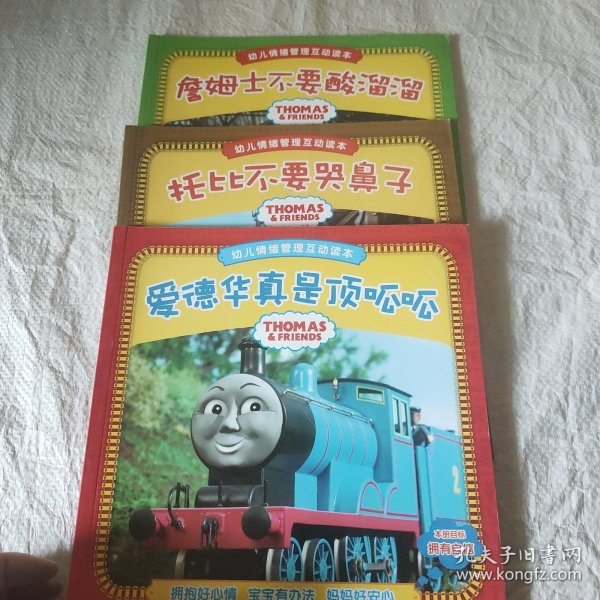 幼儿情绪管理互动读本
詹姆士不要酸溜溜
THOMAS
& FRIENDS
幼儿情绪管理互动读本
托比不要哭鼻子
THOMAS
& FRIENDS
幼儿情绪管理互动读本
爱德华真是顶呱呱
THOMAS
& FRIENDS
2
本册目标
拥有自信
拥抱好心情 宝宝有办法 妈妈好安心
孔夫子旧书网
www.kongfz.com